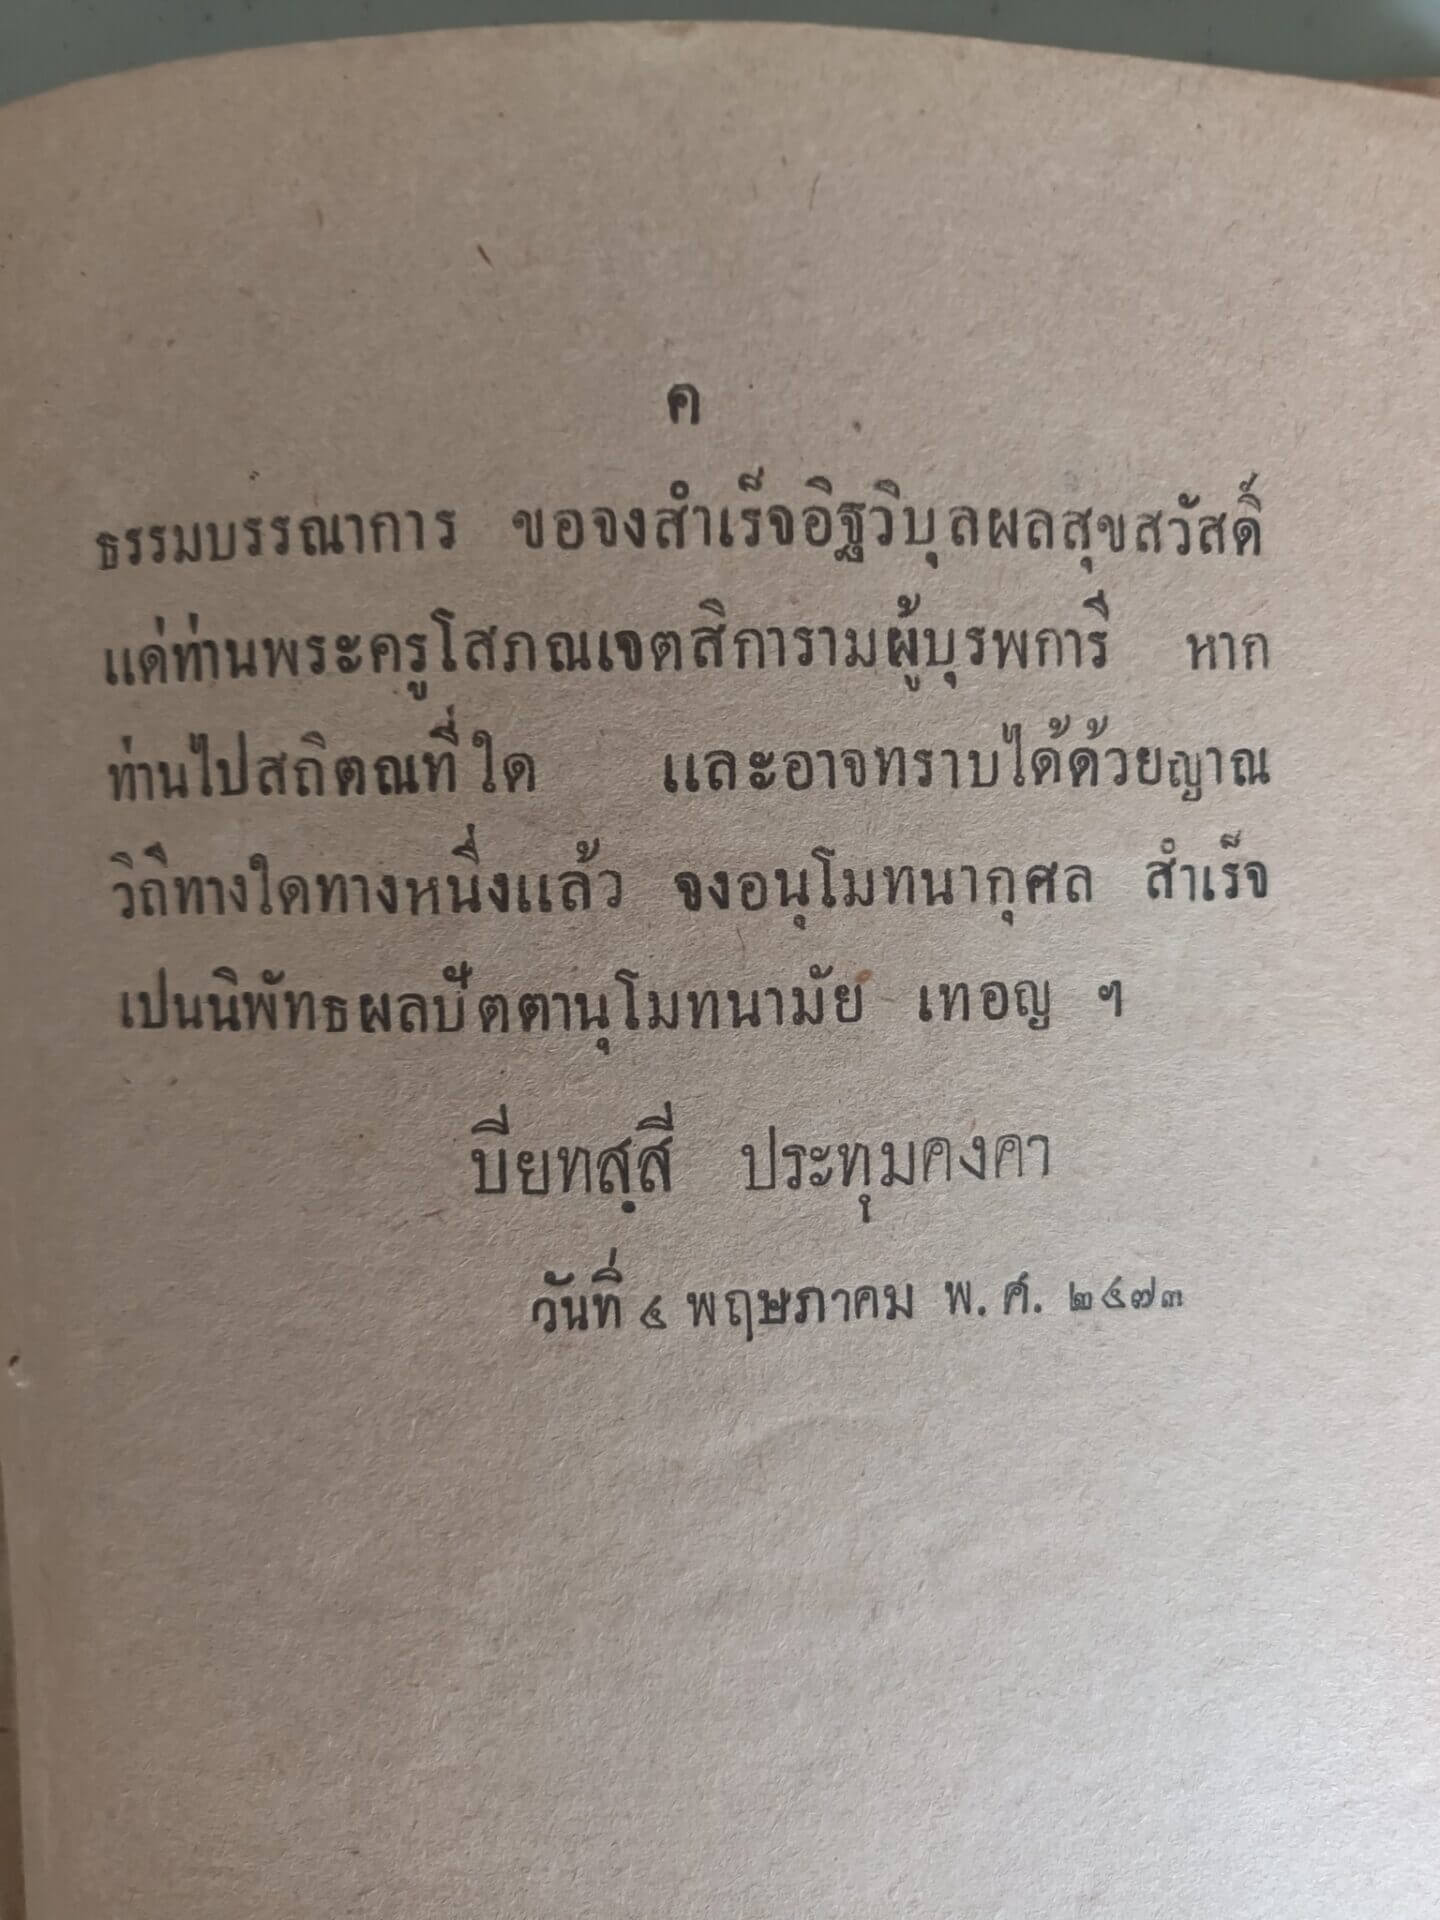 ค
ธรรมบรรณาการ ขอจงสำเร็จอิฐวิบุลผลสุขสวัสดิ์
แด่ท่านพระครูโสภณเจตสิการามผู้บุรพการี หาก
ท่านไปสถิตณที่ใด และอาจทราบได้ด้วยญาณ
วิถีทางใดทางหนึ่งแล้ว จงอนุโมทนากุศล สำเร็จ
เปนนิพัทธผลปัตตานุโมทนามัย เทอญ ฯ
ปิยทสฺสี ประทุมคงคา
วันที่ ๔ พฤษภาคม พ. ศ. ๒๔๗๓